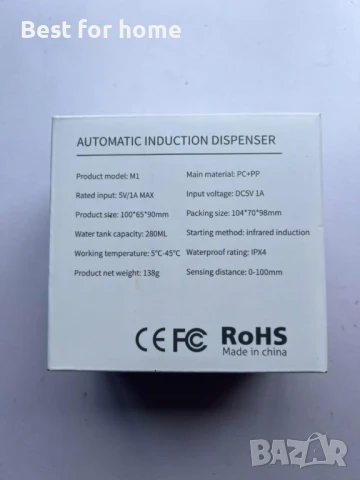 Best for home
AUTOMATIC INDUCTION DISPENSER
Product model: M1
Main material: PC+PP
Rated input: 5V/1A MAX
Input voltage: DC5V 1A
Product size: 100*65*90mm
Packing size: 104*70*98mm
Water tank capacity: 280ML
Starting method: infrared induction
Working temperature: 5℃-45℃
Waterproof rating: IPX4
Product net weight: 138g
Sensing distance: 0-100mm
CE FC RoHS
Made in china
BAZAR
bg